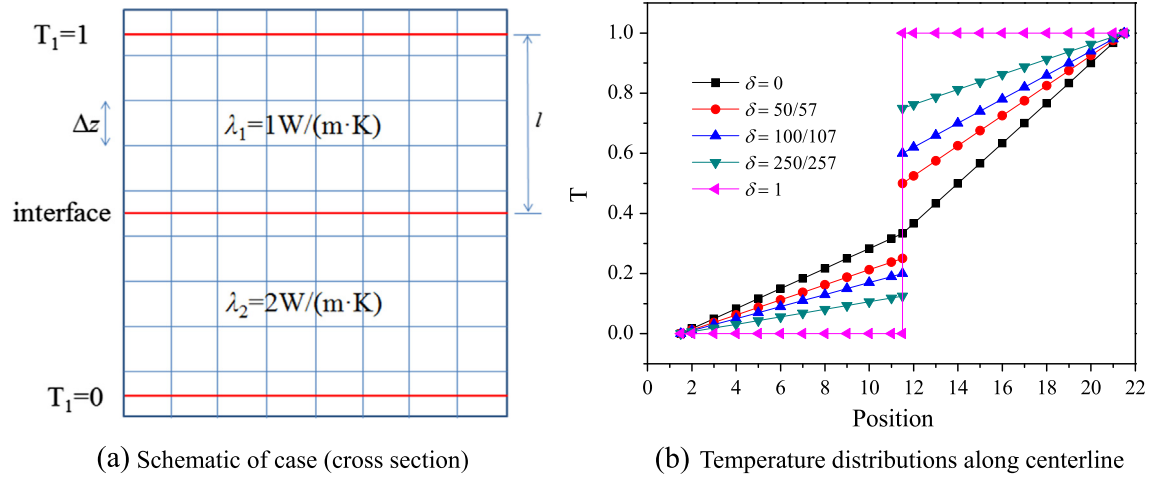 T₁=1
Δz
λ₁=1W/(m·K)
l
interface
λ₂=2W/(m·K)
T₁=0
(a) Schematic of case (cross section)
1.0
0.8
0.6
0.4
0.2
0.0
T
δ = 0
δ = 50/57
δ = 100/107
δ = 250/257
δ = 1
0 2 4 6 8 10 12 14 16 18 20 22
Position
(b) Temperature distributions along centerline